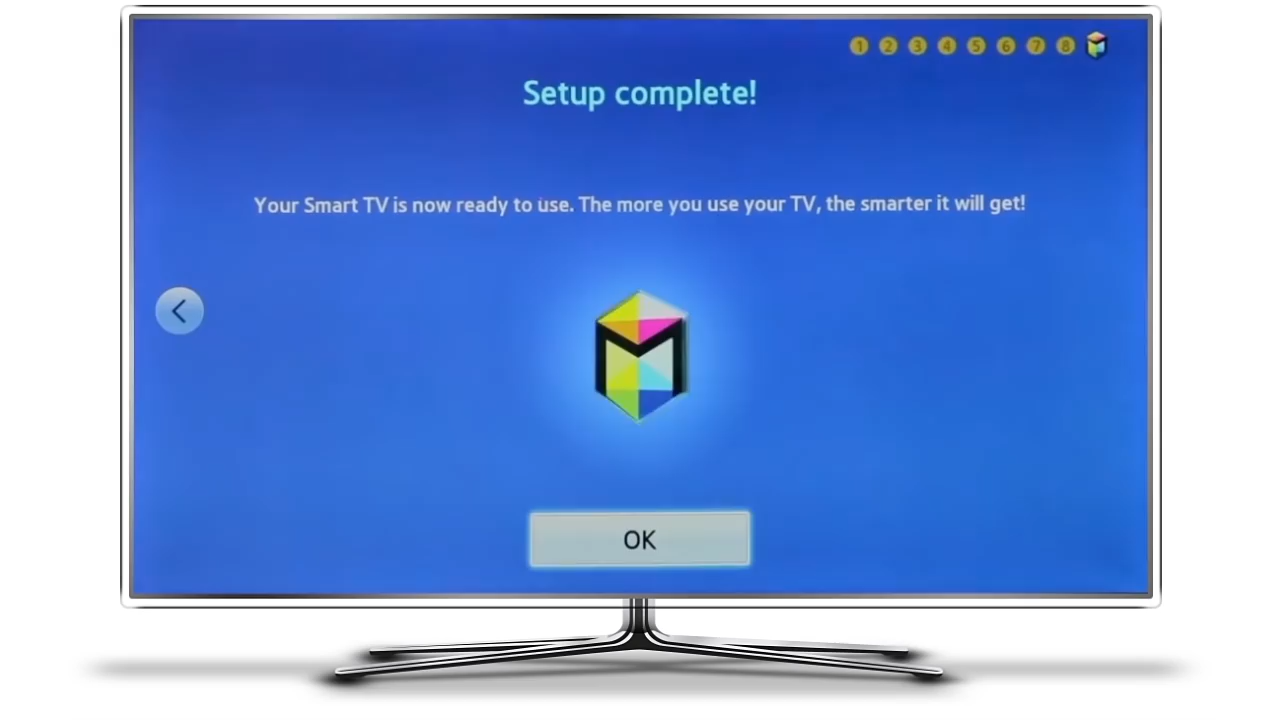 1 2 3 4 5 6 7 8
Setup complete!
Your Smart TV is now ready to use. The more you use your TV, the smarter it will get!
OK